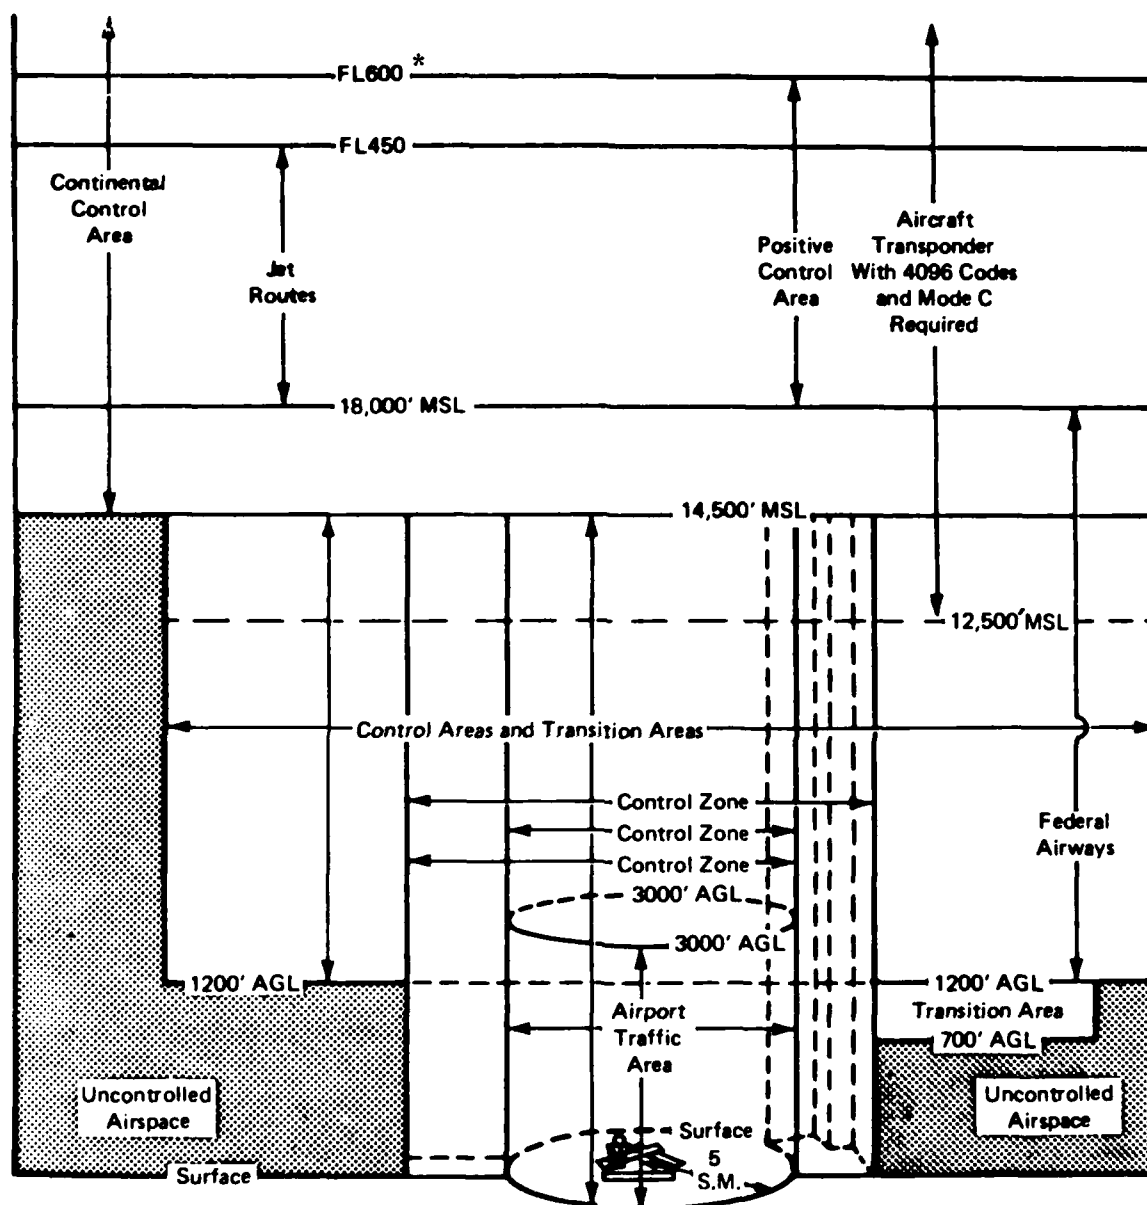 FL600 *
FL450
Continental
Control
Area
Jet
Routes
Positive
Control
Area
Aircraft
Transponder
With 4096 Codes
and Mode C
Required
18,000' MSL
14,500' MSL
12,500' MSL
Control Areas and Transition Areas
Control Zone
Control Zone
Control Zone
Federal
Airways
3000' AGL
3000' AGL
1200' AGL
1200' AGL
Transition Area
700' AGL
Airport
Traffic
Area
Uncontrolled
Airspace
Uncontrolled
Airspace
Surface
5
S.M.
Surface